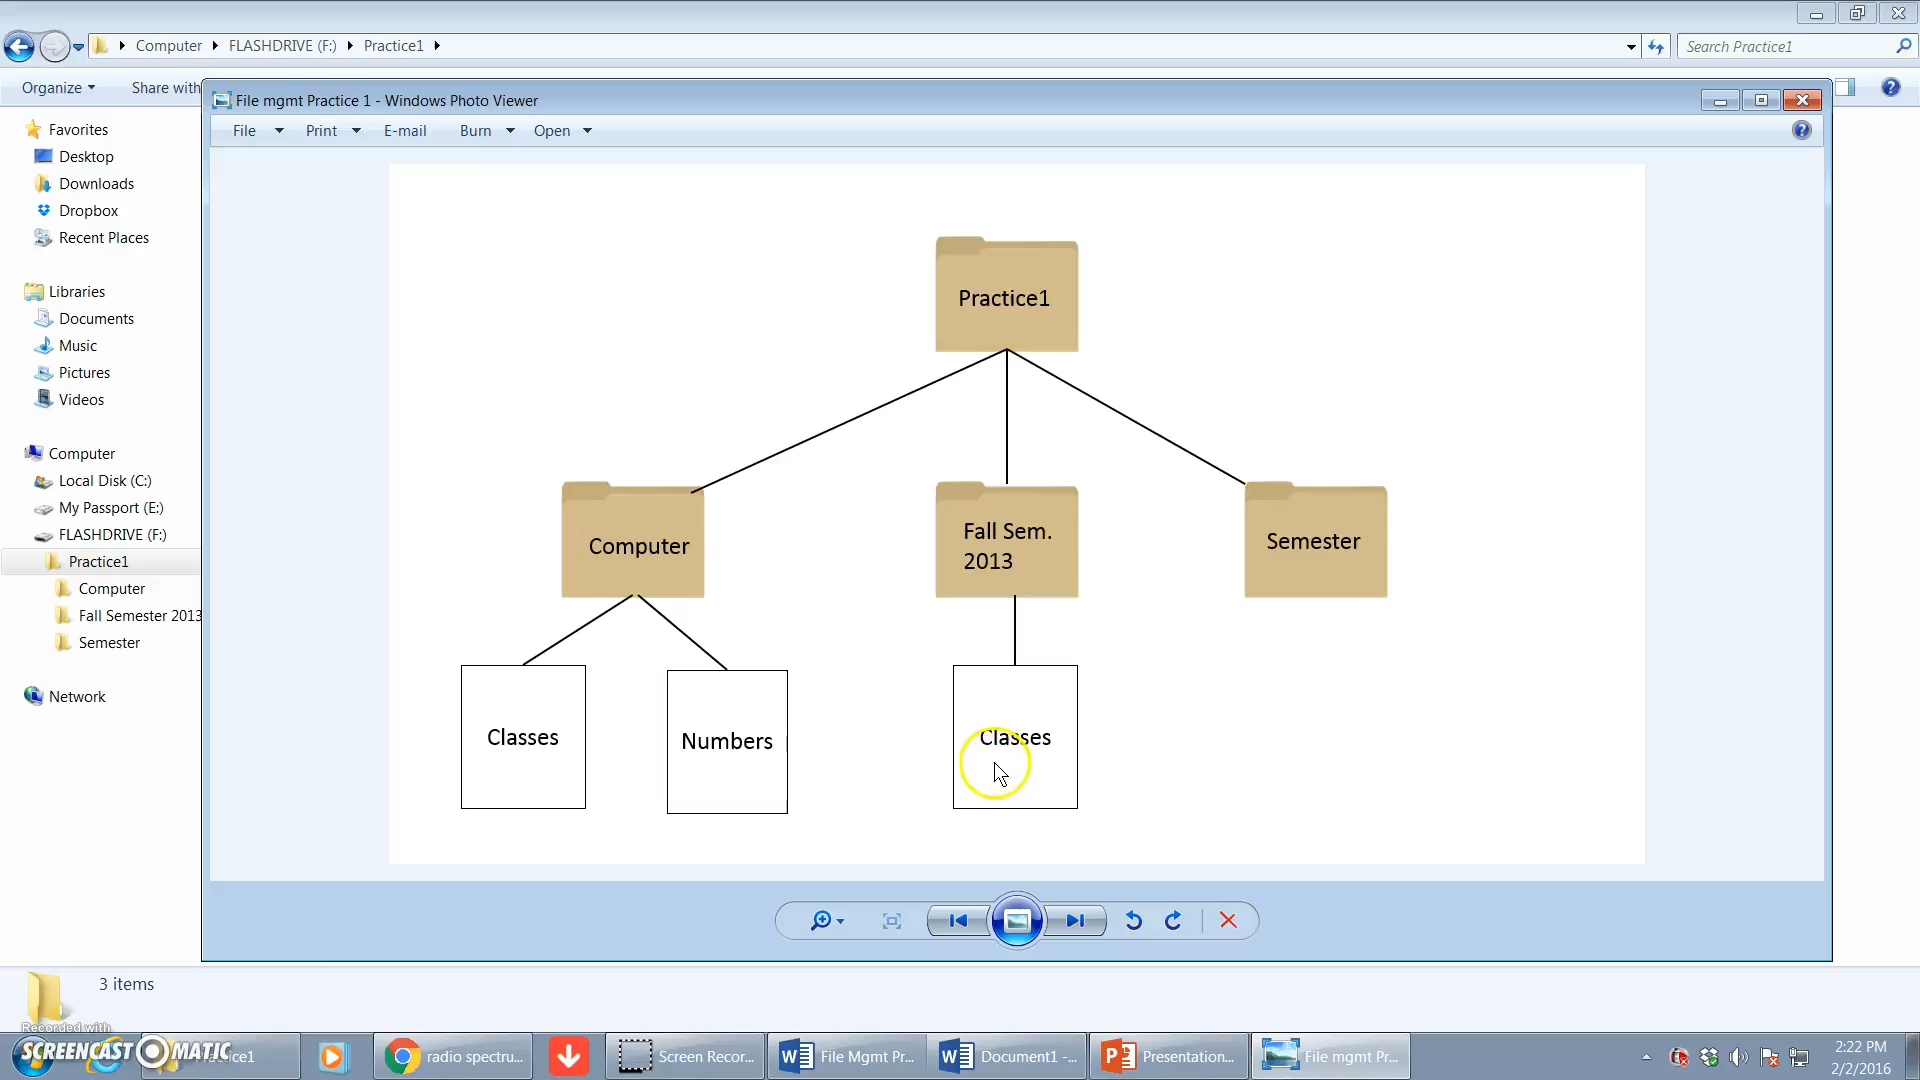 Computer FLASHDRIVE (F:) Practice1
Search Practice1
Organize Share with
File mgmt Practice 1 - Windows Photo Viewer
File Print E-mail Burn Open
Favorites
Desktop
Downloads
Dropbox
Recent Places
Libraries
Documents
Music
Pictures
Videos
Computer
Local Disk (C:)
My Passport (E:)
FLASHDRIVE (F:)
Practice1
Computer
Fall Semester 2013
Semester
Network
Practice1
Computer
Fall Sem.
2013
Semester
Classes
Numbers
Classes
3 items
Recorded with
SCREENCAST MATIC
radio spectru...
Screen Recor...
File Mgmt Pr...
Document1 -...
Presentation...
File mgmt Pr...
2:22 PM
2/2/2016